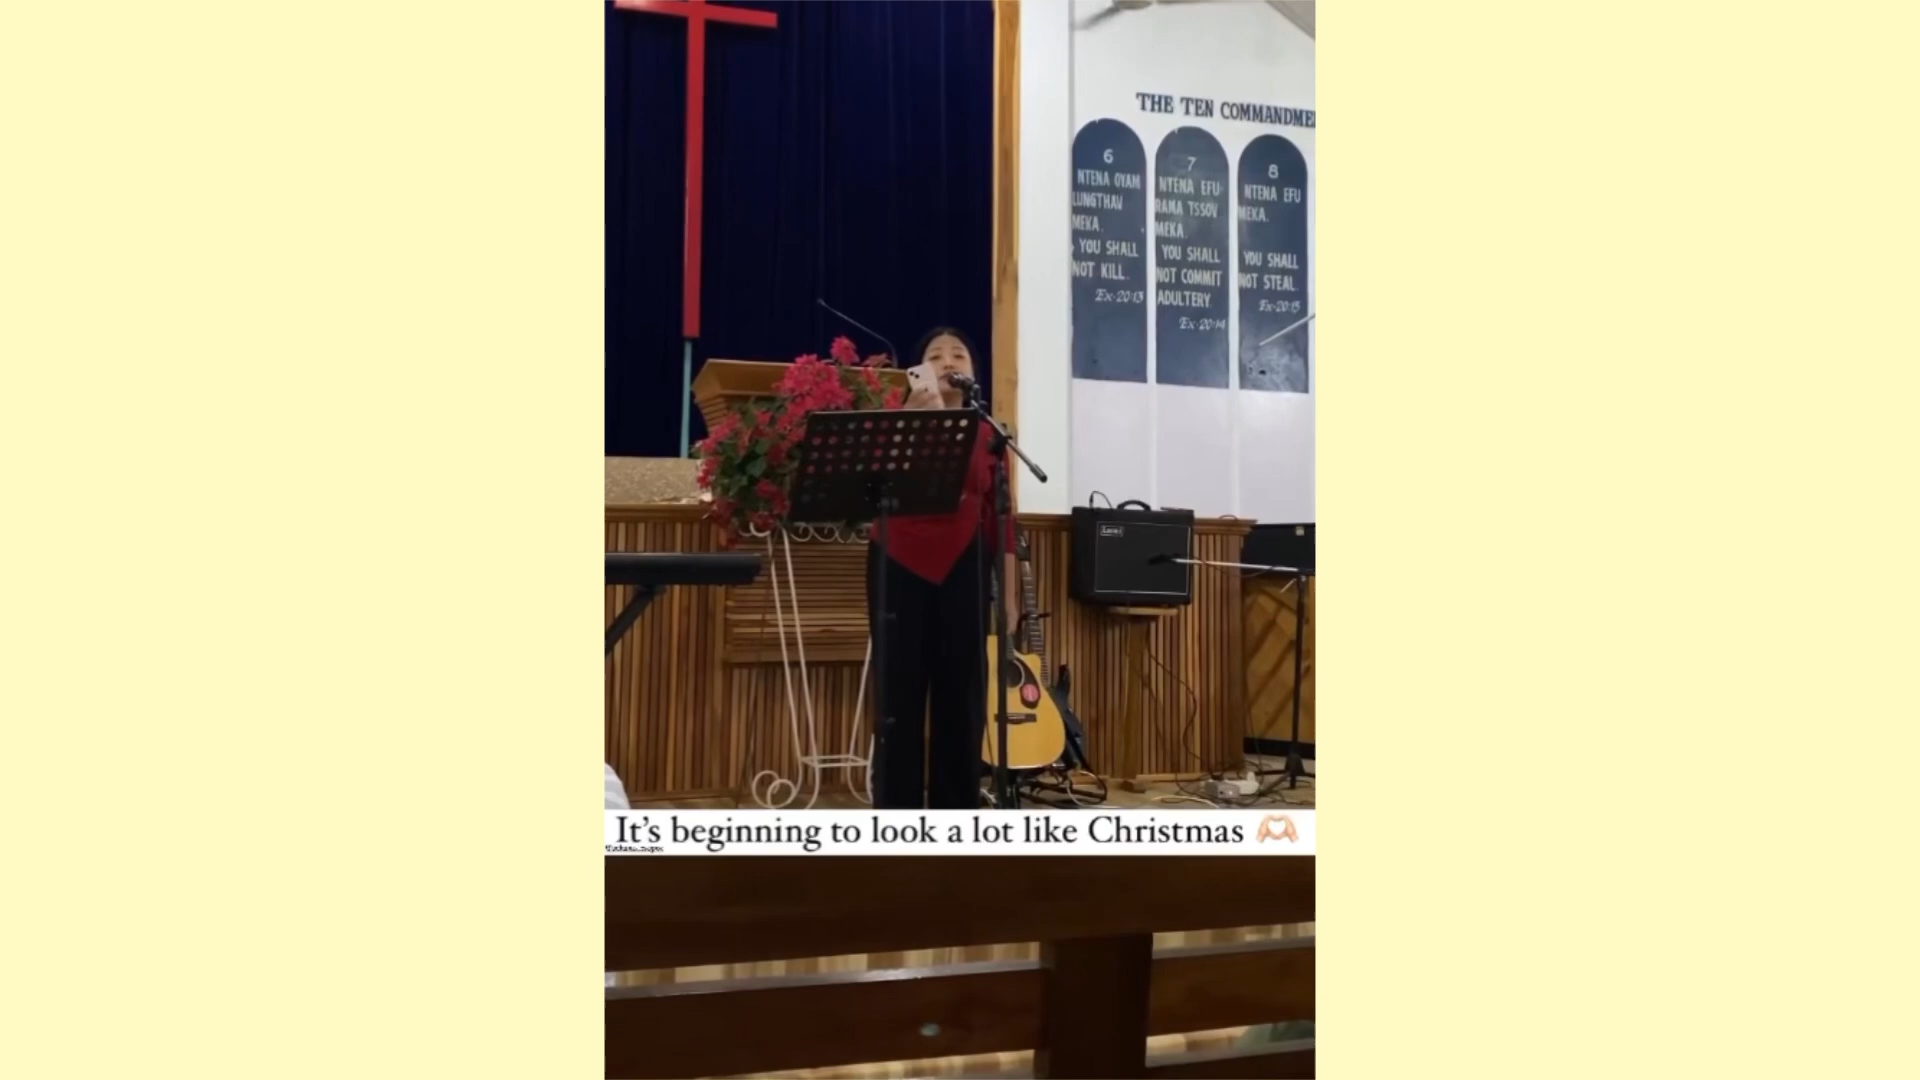 THE TEN COMMANDME
6
NTENA OYAM
LUNGTHAV
MEKA.
YOU SHALL
NOT KILL.
Ex-20:13
7
NTENA EFU-
RAMA TSSOV
MEKA.
YOU SHALL
NOT COMMIT
ADULTERY.
Ex-20:14
8
NTENA EFU
MEKA.
YOU SHALL
NOT STEAL.
Ex-20:15
Laney
It's beginning to look a lot like Christmas 🫶🏻